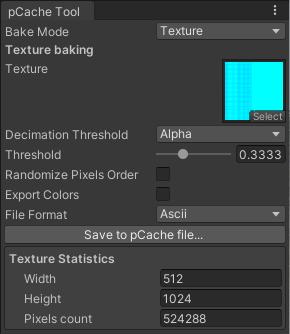 pCache Tool
Bake Mode Texture
Texture baking
Texture
Select
Decimation Threshold Alpha
Threshold 0.3333
Randomize Pixels Order
Export Colors
File Format Ascii
Save to pCache file...
Texture Statistics
Width 512
Height 1024
Pixels count 524288